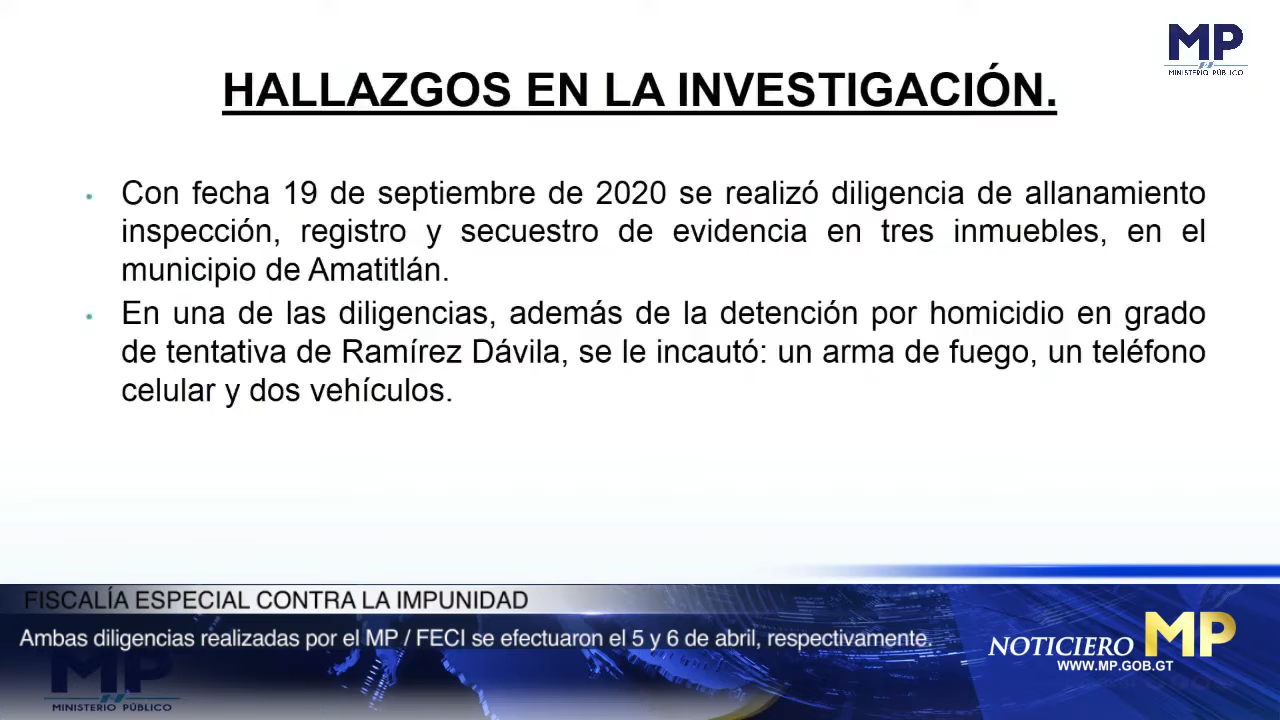 MP
MINISTERIO PÚBLICO
HALLAZGOS EN LA INVESTIGACIÓN.
• Con fecha 19 de septiembre de 2020 se realizó diligencia de allanamiento
inspección, registro y secuestro de evidencia en tres inmuebles, en el
municipio de Amatitlán.
• En una de las diligencias, además de la detención por homicidio en grado
de tentativa de Ramírez Dávila, se le incautó: un arma de fuego, un teléfono
celular y dos vehículos.
FISCALÍA ESPECIAL CONTRA LA IMPUNIDAD
Ambas diligencias realizadas por el MP / FECI se efectuaron el 5 y 6 de abril, respectivamente.
NOTICIERO MP
WWW.MP.GOB.GT
MP
MINISTERIO PÚBLICO